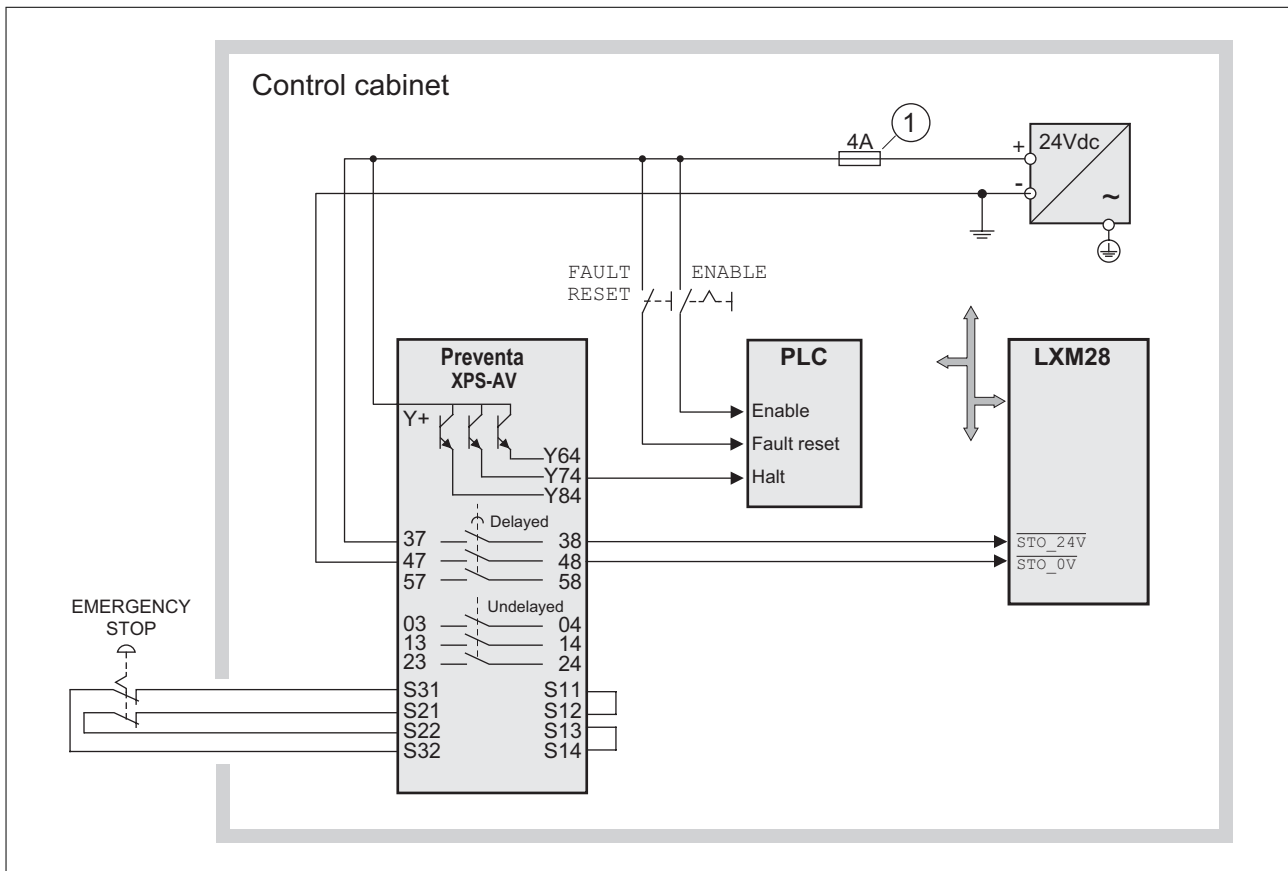 Control cabinet
4A
1
+
24Vdc
-
~
FAULT
RESET
ENABLE
Preventa
XPS-AV
Y+
Y64
Y74
Y84
PLC
Enable
Fault reset
Halt
LXM28
STO_24V
STO_0V
Delayed
37
38
47
48
57
58
Undelayed
03
04
13
14
23
24
EMERGENCY
STOP
S31
S11
S21
S12
S22
S13
S32
S14